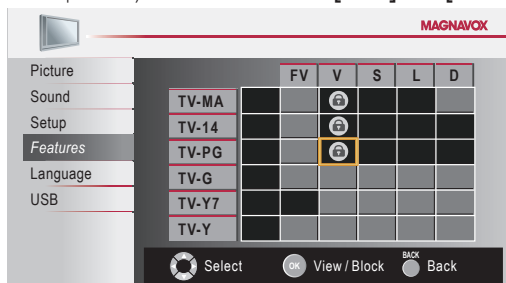 MAGNAVOX
Picture
Sound
Setup
Features
Language
USB
FV V S L D
TV-MA
TV-14
TV-PG
TV-G
TV-Y7
TV-Y
Select OK View / Block BACK Back